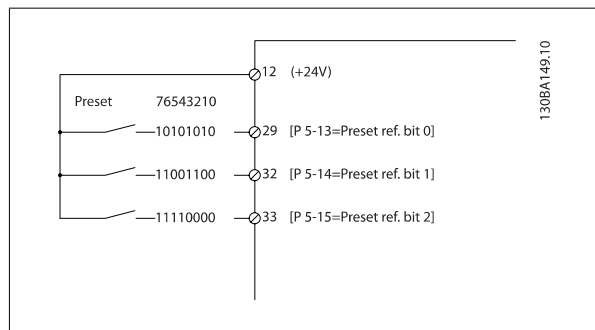 12 (+24V)
Preset 76543210
10101010 29 [P 5-13=Preset ref. bit 0]
11001100 32 [P 5-14=Preset ref. bit 1]
11110000 33 [P 5-15=Preset ref. bit 2]
130BA149.10